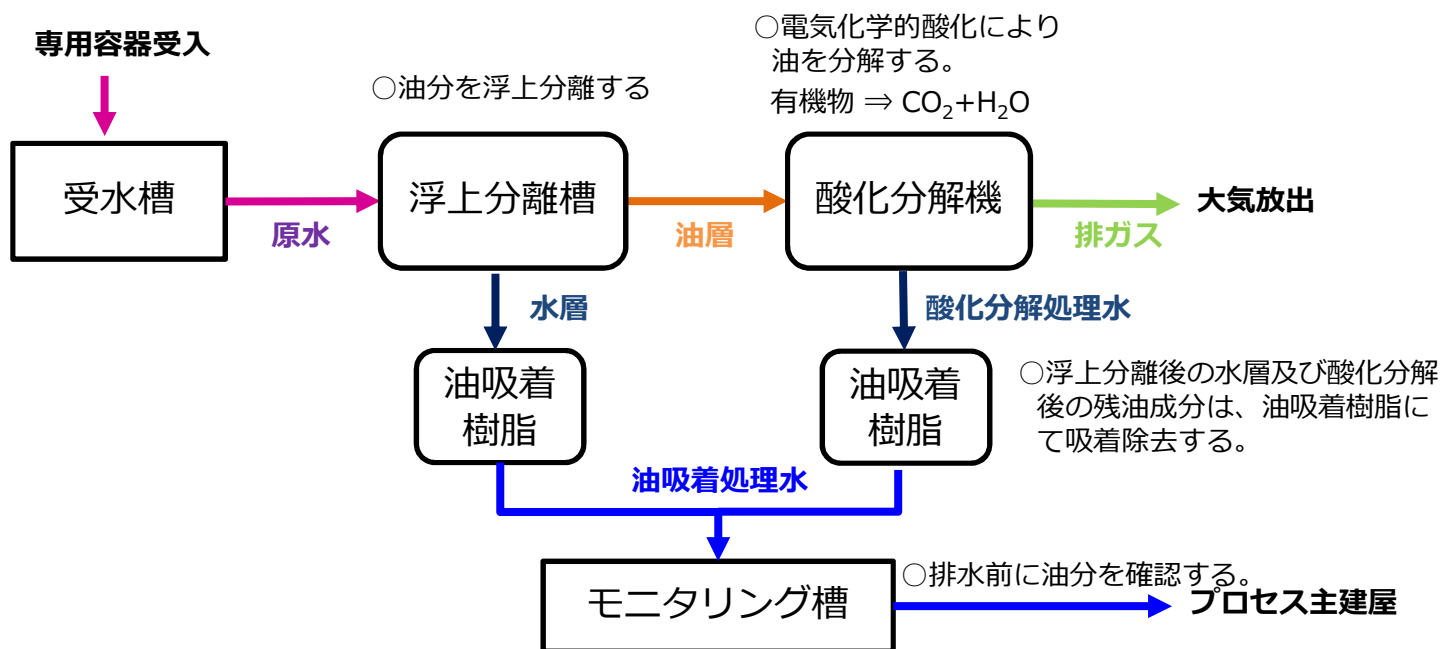 専用容器受入
○油分を浮上分離する
○電気化学的酸化により
油を分解する。
有機物 ⇒ CO₂+H₂O
受水槽
原水
浮上分離槽
油層
酸化分解機
排ガス
大気放出
水層
酸化分解処理水
油吸着
樹脂
油吸着
樹脂
○浮上分離後の水層及び酸化分解
後の残油成分は、油吸着樹脂に
て吸着除去する。
油吸着処理水
モニタリング槽
○排水前に油分を確認する。
プロセス主建屋